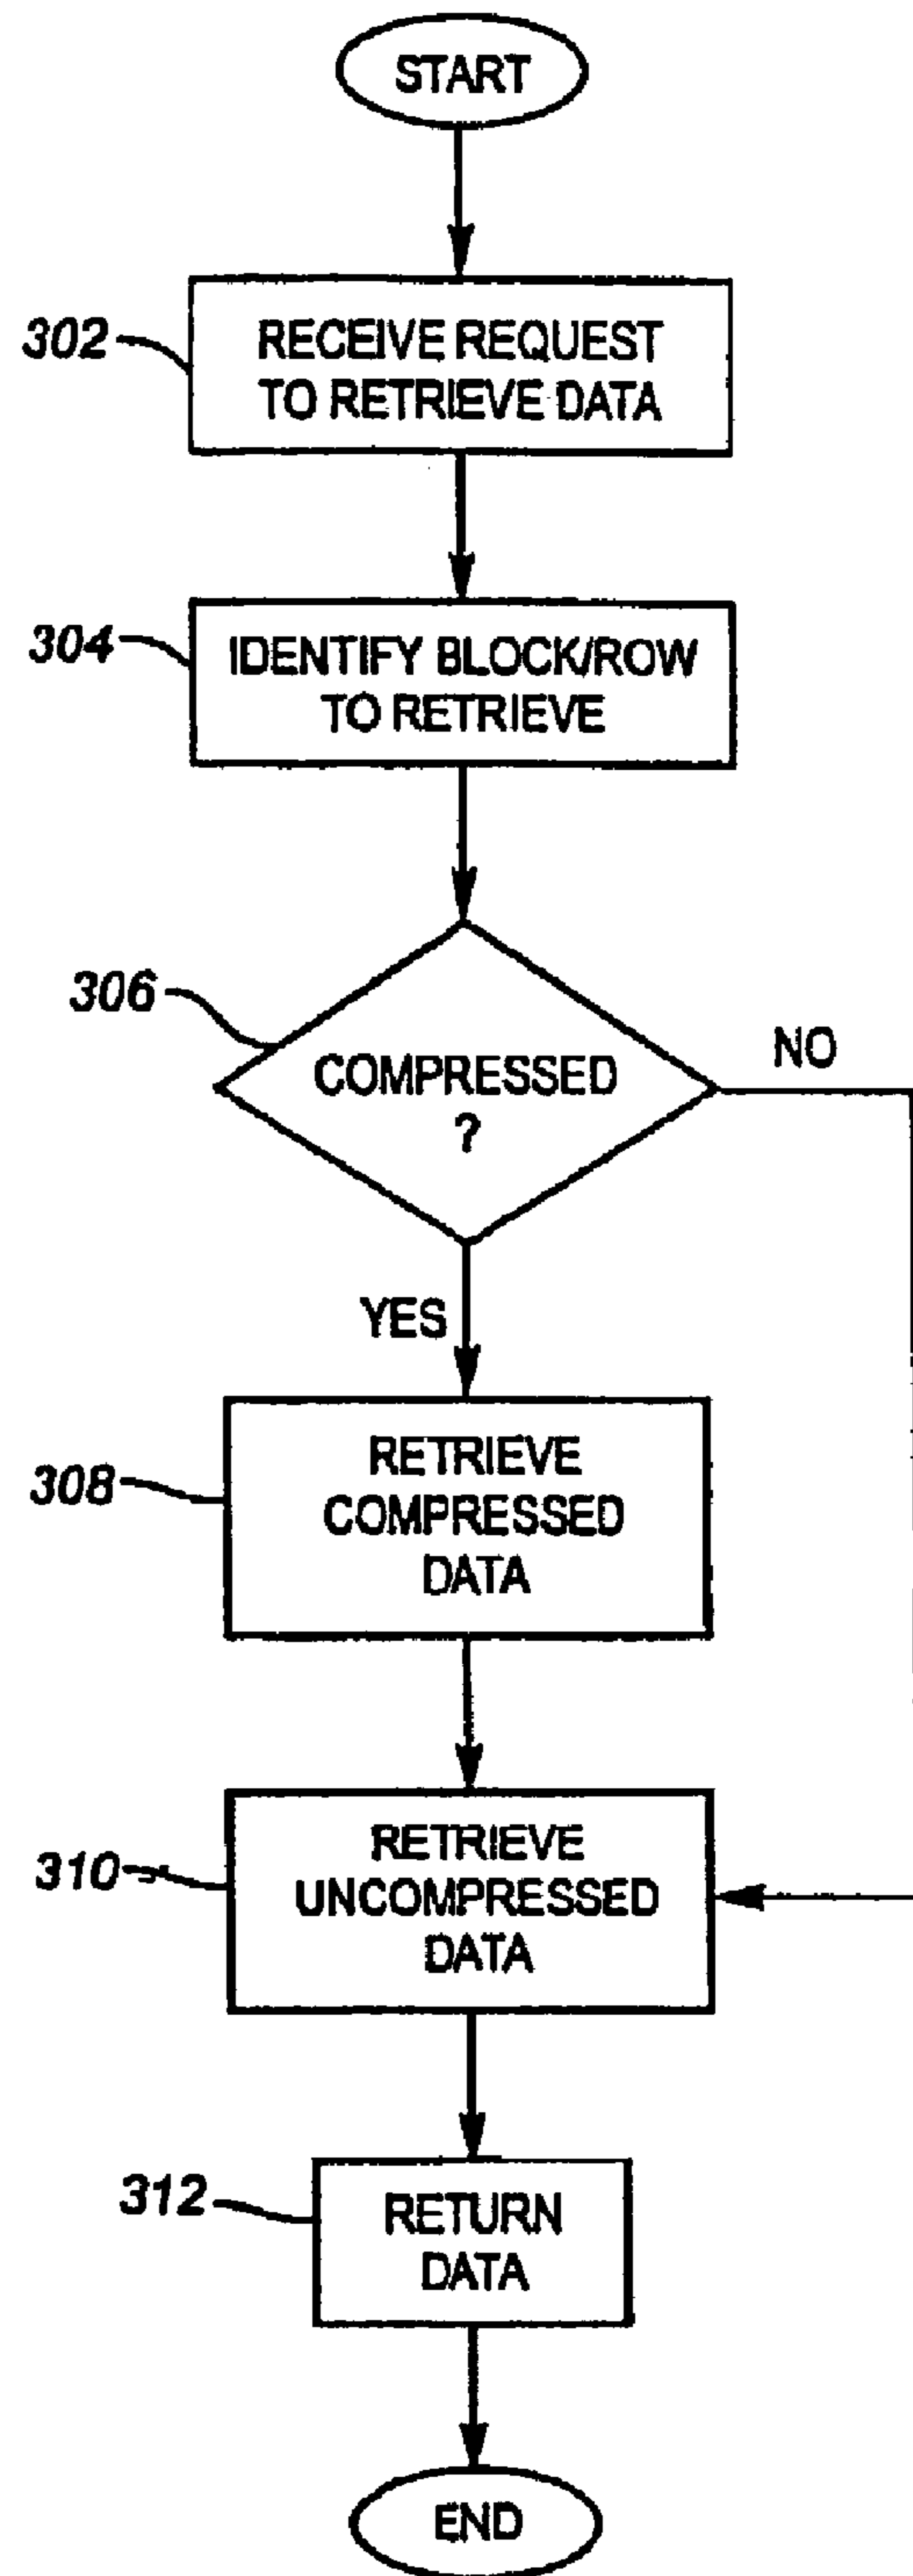 START
302
RECEIVE REQUEST
TO RETRIEVE DATA
304
IDENTIFY BLOCK/ROW
TO RETRIEVE
306
COMPRESSED
?
NO
YES
308
RETRIEVE
COMPRESSED
DATA
310
RETRIEVE
UNCOMPRESSED
DATA
312
RETURN
DATA
END